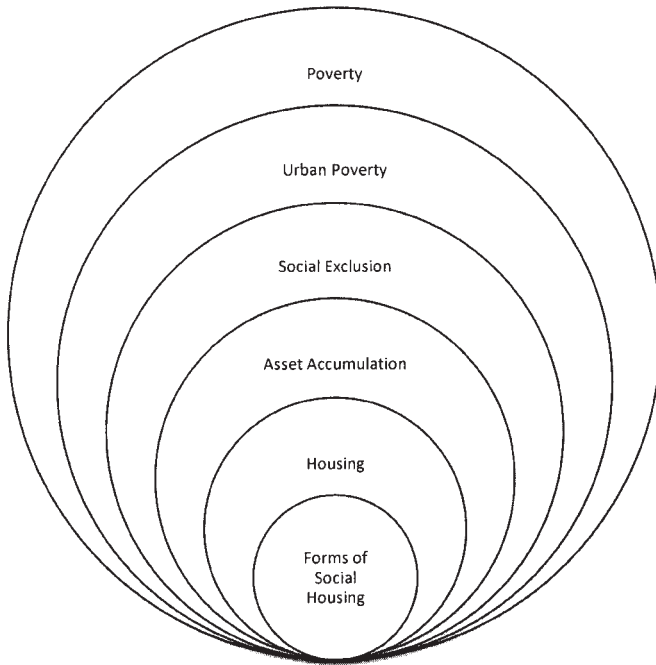 Poverty
Urban Poverty
Social Exclusion
Asset Accumulation
Housing
Forms of
Social
Housing